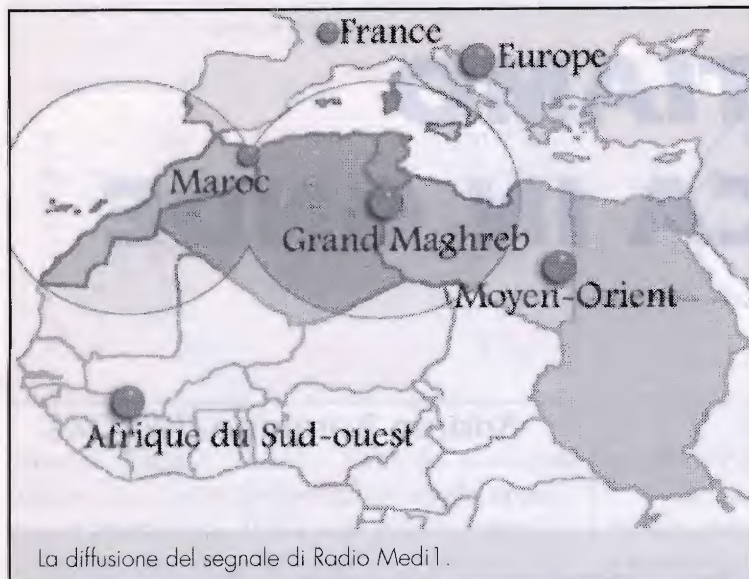 France
Europe
Maroc
Grand Maghreb
Moyen-Orient
Afrique du Sud-ouest
La diffusione del segnale di Radio Medi1.